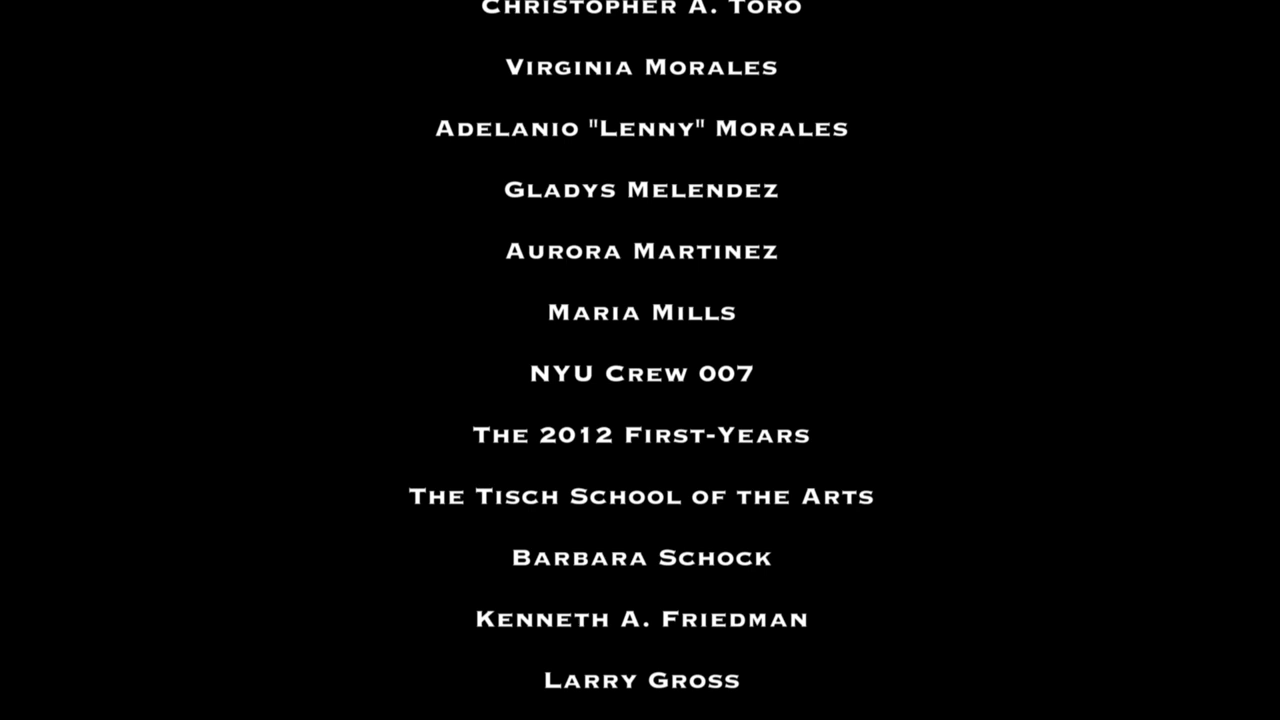 Christopher A. Toro
Virginia Morales
Adelanio "Lenny" Morales
Gladys Melendez
Aurora Martinez
Maria Mills
NYU Crew 007
The 2012 First-Years
The Tisch School of the Arts
Barbara Schock
Kenneth A. Friedman
Larry Gross